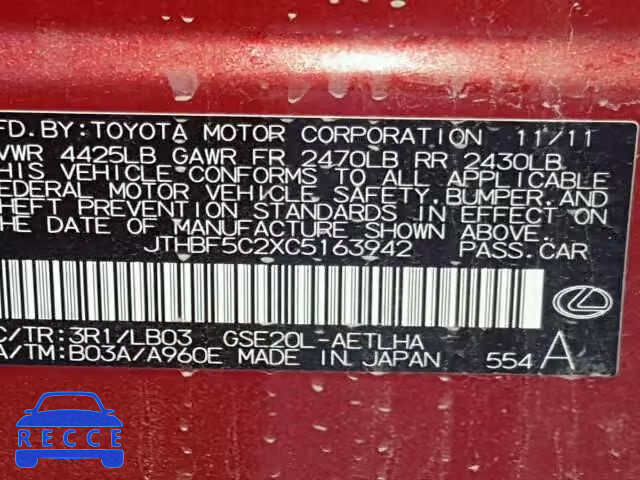 FD. BY: TOYOTA MOTOR CORPORATION 11/11
VWR 4425LB GAWR FR 2470LB RR 2430LB
HIS VEHICLE CONFORMS TO ALL APPLICABLE
EDERAL MOTOR VEHICLE SAFETY, BUMPER, AND
HEFT PREVENTION STANDARDS IN EFFECT ON
HE DATE OF MANUFACTURE SHOWN ABOVE.
JTHBF5C2XC5163942 PASS.CAR
C/TR:3R1/LB03 GSE20L-AETLHA
A/TM:B03A/A960E MADE IN JAPAN 554 A
RECCE